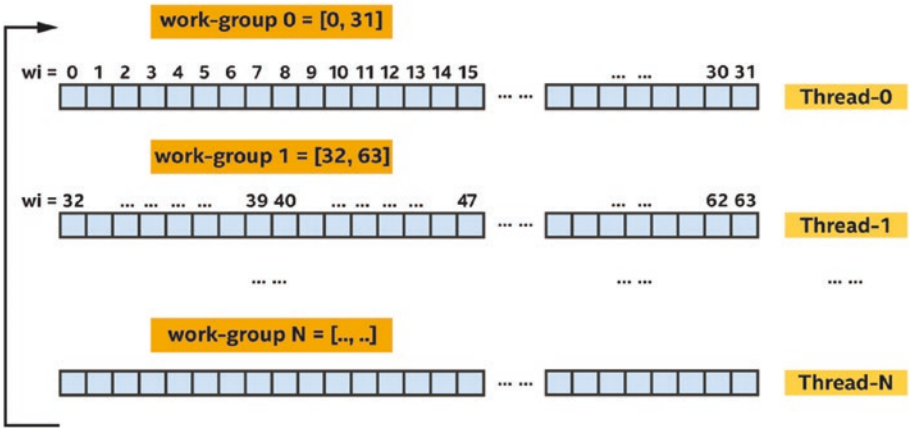 work-group 0 = [0, 31]
wi = 0 1 2 3 4 5 6 7 8 9 10 11 12 13 14 15 ... ... 30 31
... ... Thread-0
work-group 1 = [32, 63]
wi = 32 ... ... ... ... 39 40 ... ... ... ... 47 ... ... 62 63
... ... Thread-1
... ... ... ... ... ...
work-group N = [.., ..]
... ... Thread-N